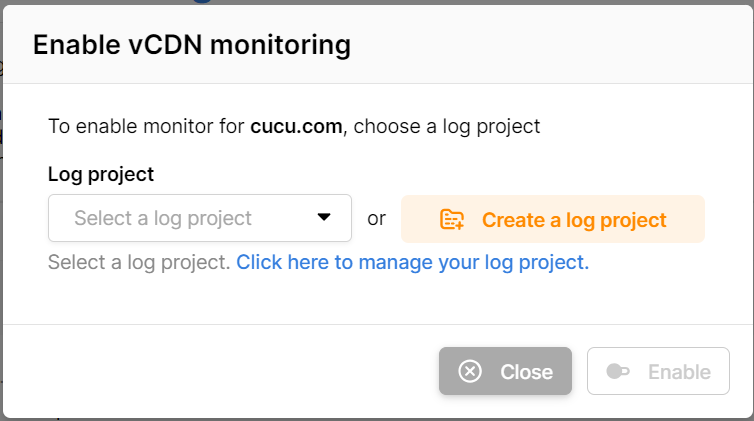 Enable vCDN monitoring
To enable monitor for cucu.com, choose a log project
Log project
Select a log project or Create a log project
Select a log project. Click here to manage your log project.
Close Enable